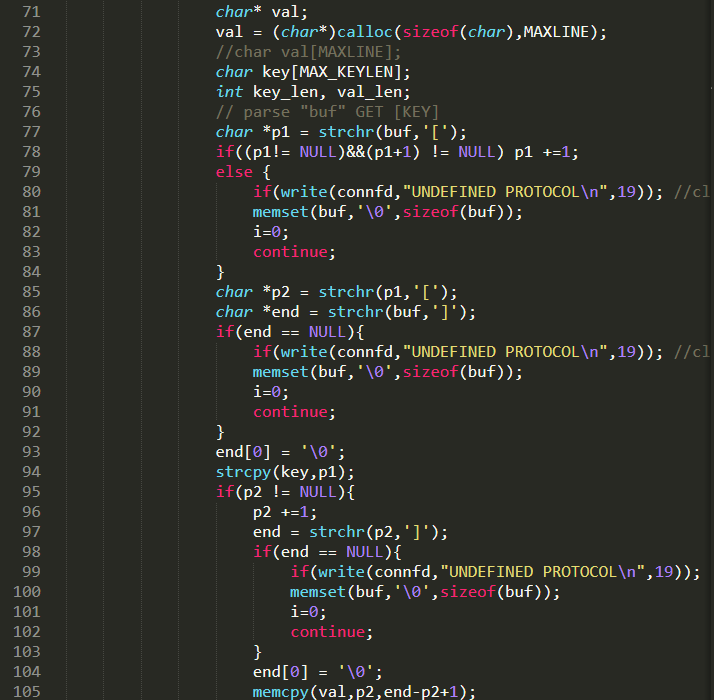 71 char* val;
72 val = (char*)calloc(sizeof(char),MAXLINE);
73 //char val[MAXLINE];
74 char key[MAX_KEYLEN];
75 int key_len, val_len;
76 // parse "buf" GET [KEY]
77 char *p1 = strchr(buf,'[');
78 if((p1!= NULL)&&(p1+1) != NULL) p1 +=1;
79 else {
80 if(write(connfd,"UNDEFINED PROTOCOL\n",19)); //cl
81 memset(buf,'\0',sizeof(buf));
82 i=0;
83 continue;
84 }
85 char *p2 = strchr(p1,'[');
86 char *end = strchr(buf,']');
87 if(end == NULL){
88 if(write(connfd,"UNDEFINED PROTOCOL\n",19)); //cl
89 memset(buf,'\0',sizeof(buf));
90 i=0;
91 continue;
92 }
93 end[0] = '\0';
94 strcpy(key,p1);
95 if(p2 != NULL){
96 p2 +=1;
97 end = strchr(p2,']');
98 if(end == NULL){
99 if(write(connfd,"UNDEFINED PROTOCOL\n",19));
100 memset(buf,'\0',sizeof(buf));
101 i=0;
102 continue;
103 }
104 end[0] = '\0';
105 memcpy(val,p2,end-p2+1);